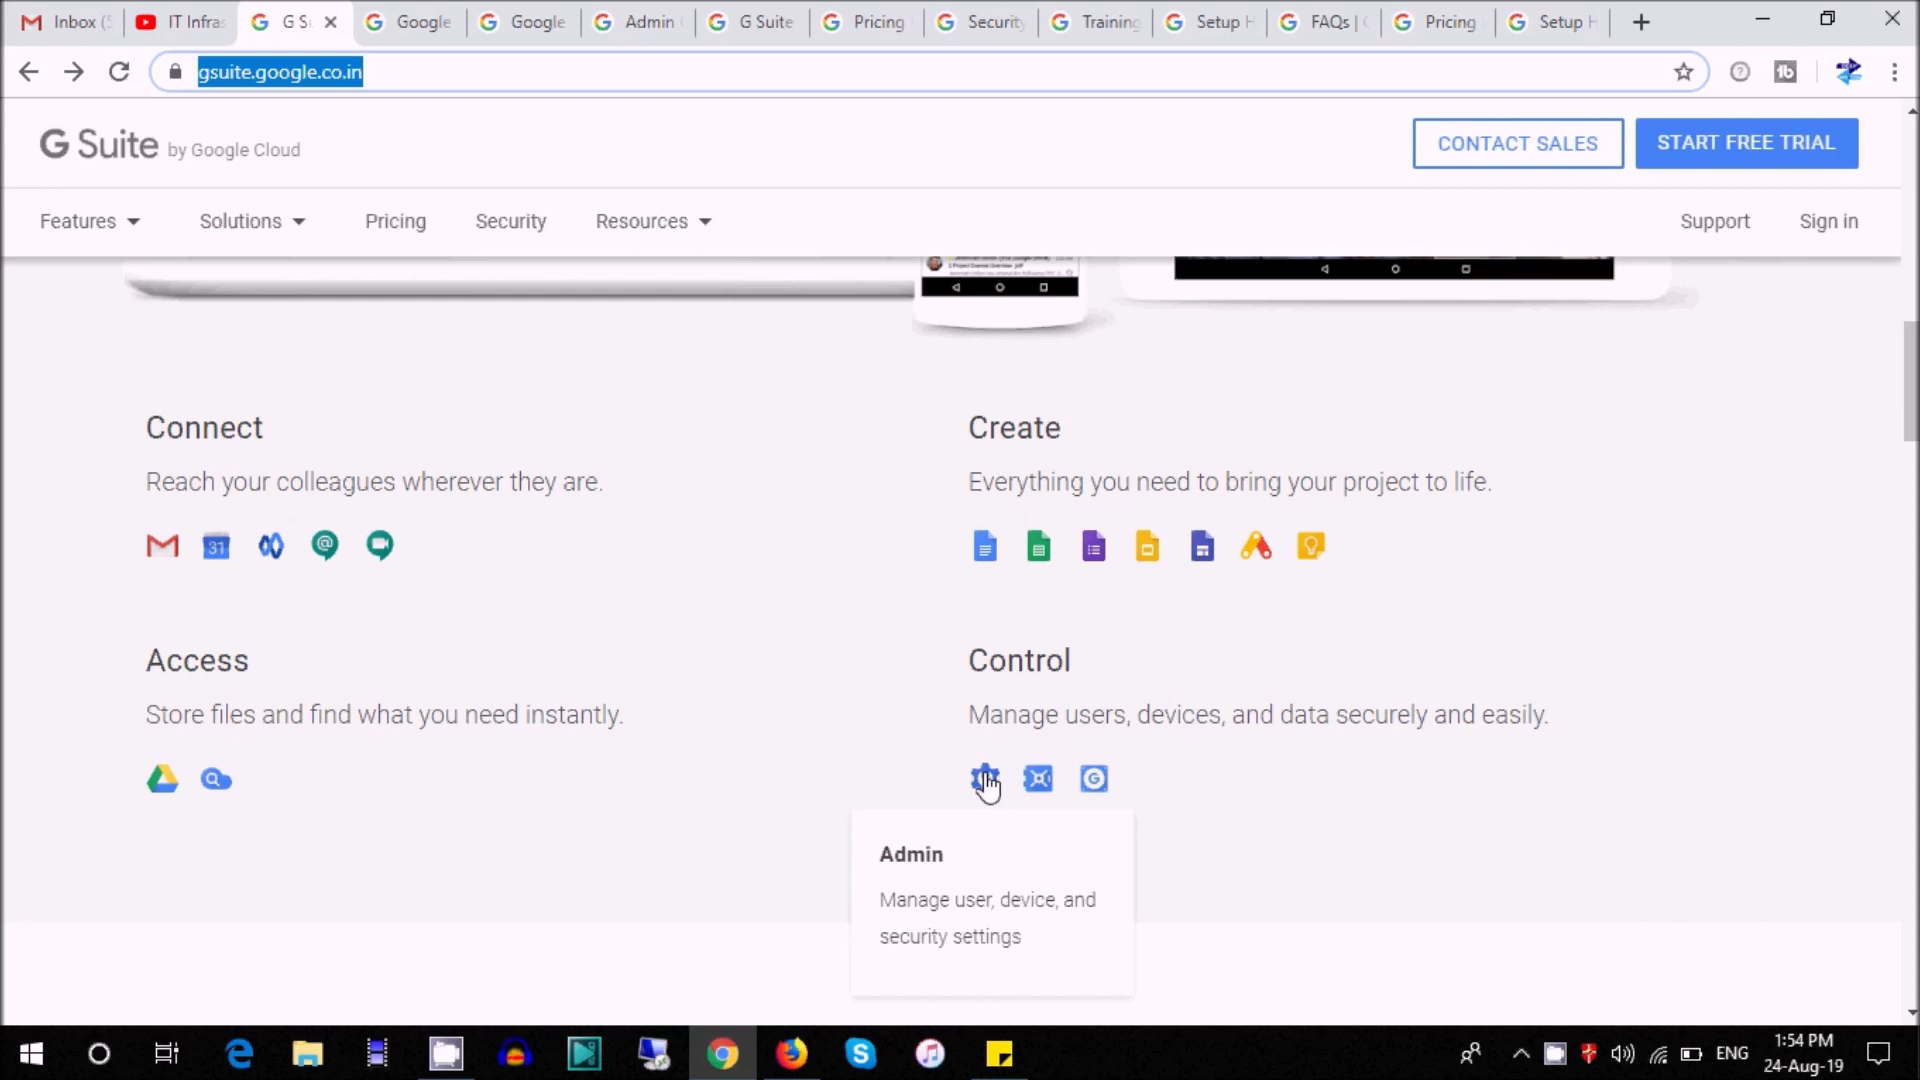 Inbox (
IT Infras
G Su
Google
Google
Admin
G Suite
Pricing
Security
Training
Setup H
FAQs |
Pricing
Setup H
gsuite.google.co.in
G Suite by Google Cloud
CONTACT SALES
START FREE TRIAL
Features
Solutions
Pricing
Security
Resources
Support
Sign in
Connect
Reach your colleagues wherever they are.
31
Create
Everything you need to bring your project to life.
Access
Store files and find what you need instantly.
Control
Manage users, devices, and data securely and easily.
Admin
Manage user, device, and
security settings
ENG
1:54 PM
24-Aug-19